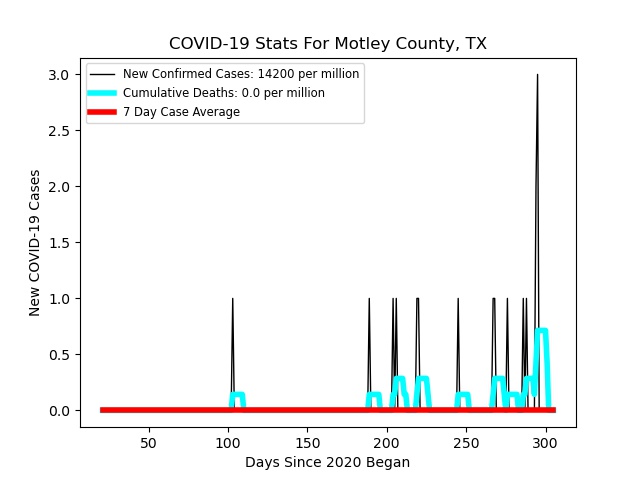 COVID-19 Stats For Motley County, TX
New Confirmed Cases: 14200 per million
Cumulative Deaths: 0.0 per million
7 Day Case Average
3.0
2.5
2.0
1.5
1.0
0.5
0.0
New COVID-19 Cases
50 100 150 200 250 300
Days Since 2020 Began